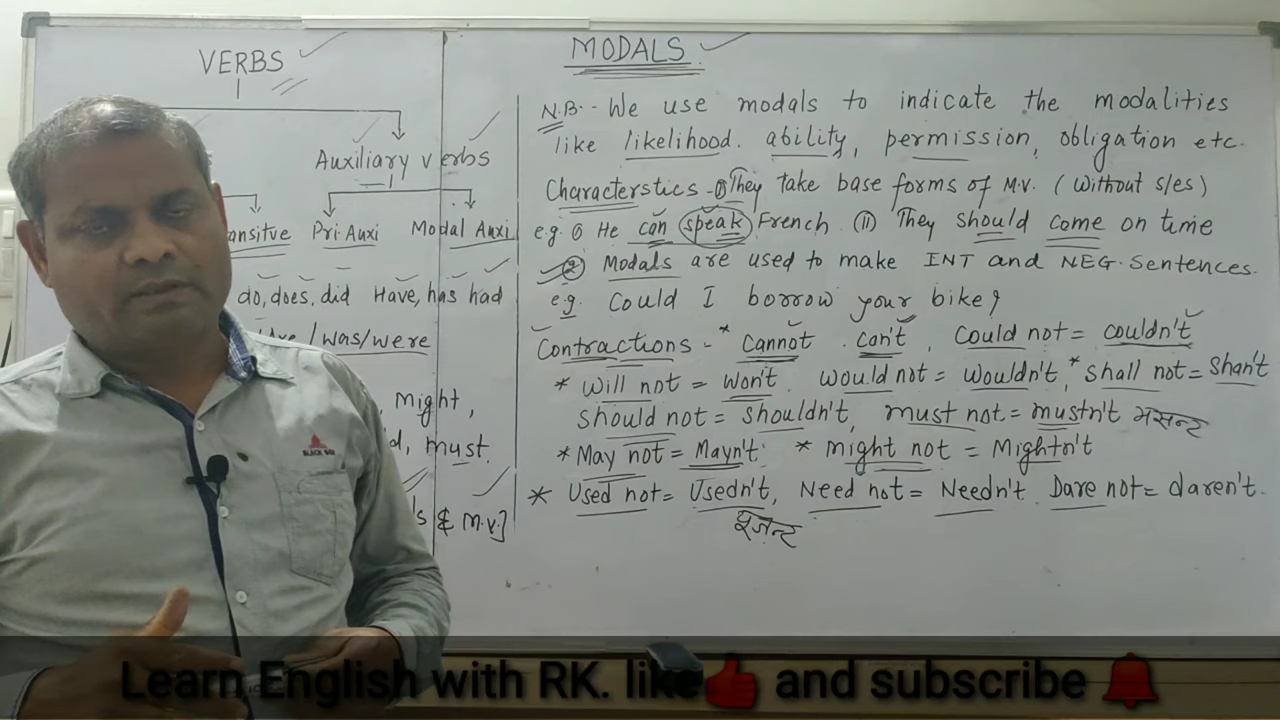 VERBS
Auxiliary verbs
Pri Auxi Modal Auxi
do, does, did Have, has had
/was/were
might,
must.
& M.V.]
MODALS
N.B.- We use modals to indicate the modalities
like likelihood. ability, permission, obligation etc.
Characterstics - ① They take base forms of M.V. (Without s/es)
e.g. ① He can speak French. (II) They should come on time
② Modals are used to make INT and NEG. Sentences.
e.g. Could I borrow your bike?
Contractions - * Cannot can't, Could not = couldn't
* Will not = Won't. Would not = Wouldn't, * Shall not = Shan't
Should not = shouldn't, must not = mustn't मसन्ट
* May not = Mayn't. * might not = Mightn't
* Used not = Usedn't, Need not = Needn't. Dare not = daren't.
BLACK
Learn English with RK. like 👍 and subscribe 🔔